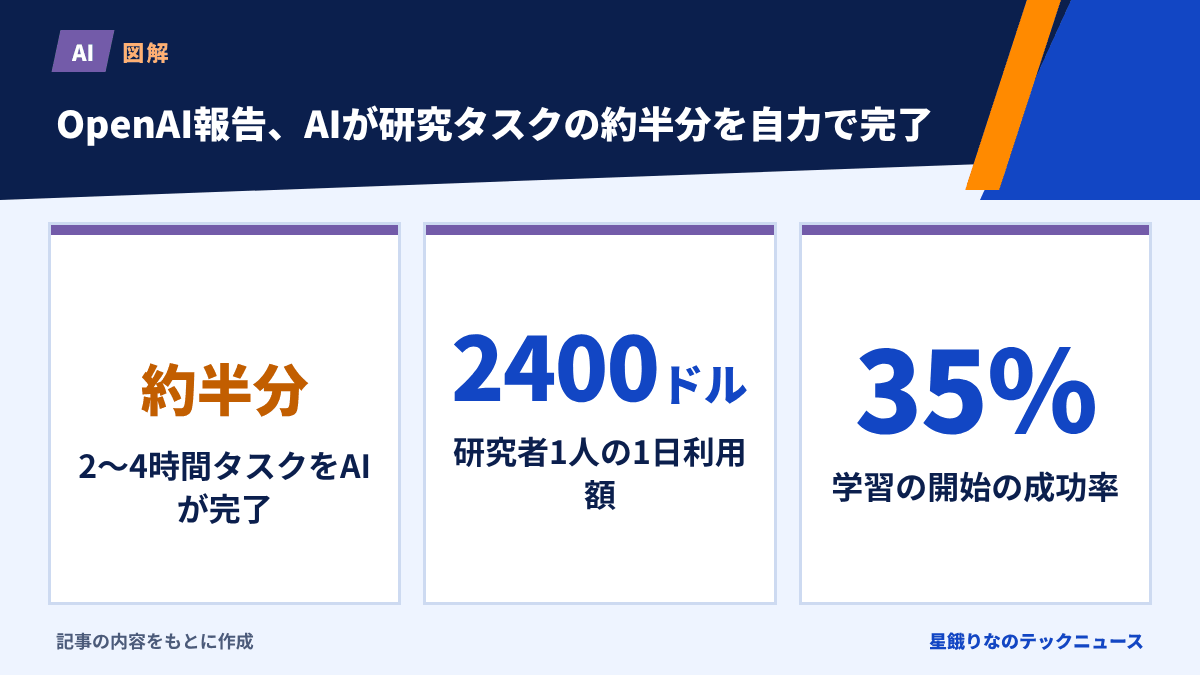 AI 図解
OpenAI報告、AIが研究タスクの約半分を自力で完了
約半分
2〜4時間タスクをAI
が完了
2400ドル
研究者1人の1日利用
額
35%
学習の開始の成功率
記事の内容をもとに作成
星餓りなのテックニュース